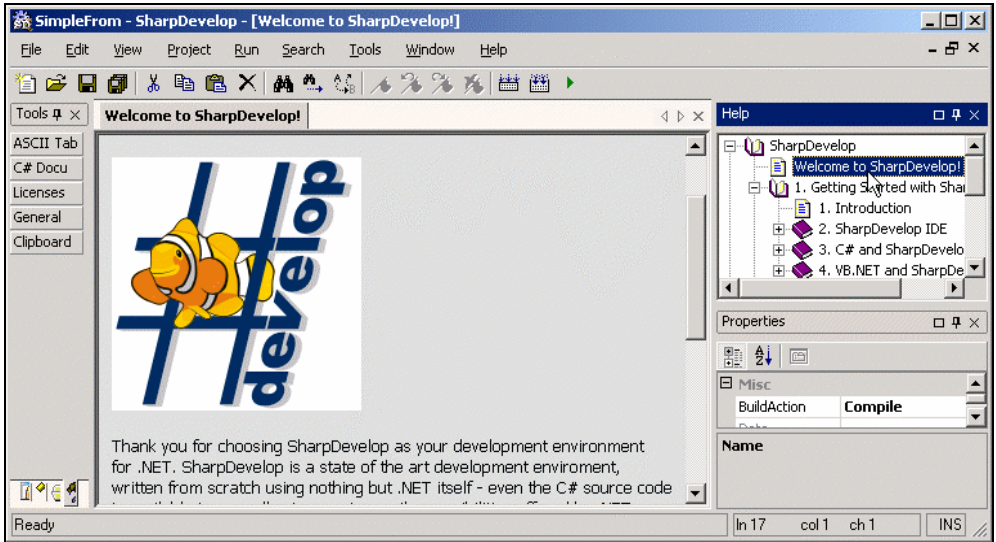 SimpleFrom - SharpDevelop - [Welcome to SharpDevelop!]
File Edit View Project Run Search Tools Window Help
Tools
ASCII Tab
C# Docu
Licenses
General
Clipboard
Welcome to SharpDevelop!
develop
Thank you for choosing SharpDevelop as your development environment
for .NET. SharpDevelop is a state of the art development enviroment,
written from scratch using nothing but .NET itself - even the C# source code
Help
SharpDevelop
Welcome to SharpDevelop!
1. Getting Started with Shar
1. Introduction
2. SharpDevelop IDE
3. C# and SharpDevelo
4. VB.NET and SharpDe
Properties
Misc
BuildAction Compile
Name
Ready
ln 17 col 1 ch 1 INS